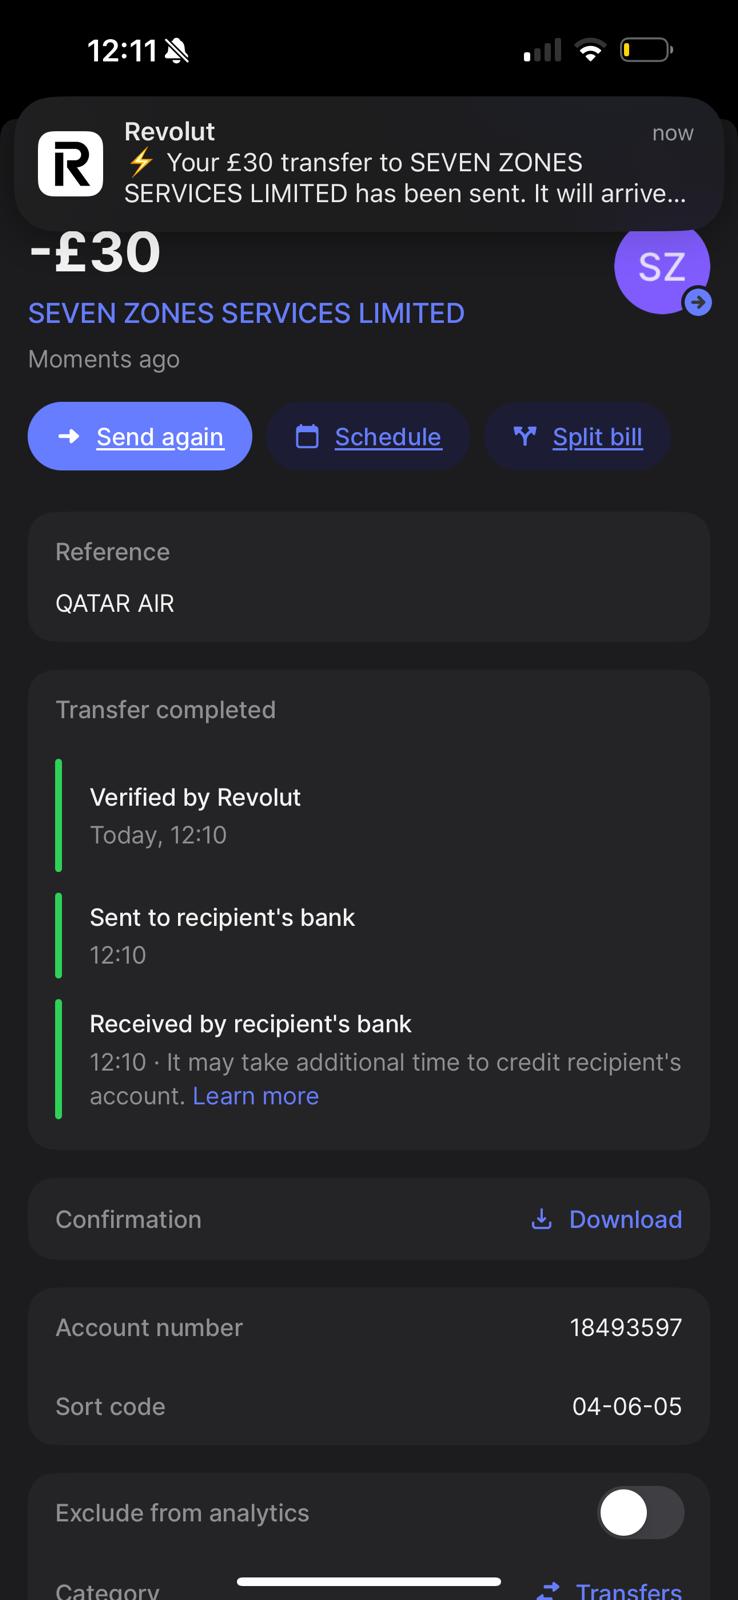 12:11
Revolut
now
⚡ Your £30 transfer to SEVEN ZONES
SERVICES LIMITED has been sent. It will arrive...
-£30
SZ
SEVEN ZONES SERVICES LIMITED
Moments ago
Send again
Schedule
Split bill
Reference
QATAR AIR
Transfer completed
Verified by Revolut
Today, 12:10
Sent to recipient's bank
12:10
Received by recipient's bank
12:10 · It may take additional time to credit recipient's
account. Learn more
Confirmation
Download
Account number
18493597
Sort code
04-06-05
Exclude from analytics
Category
Transfers